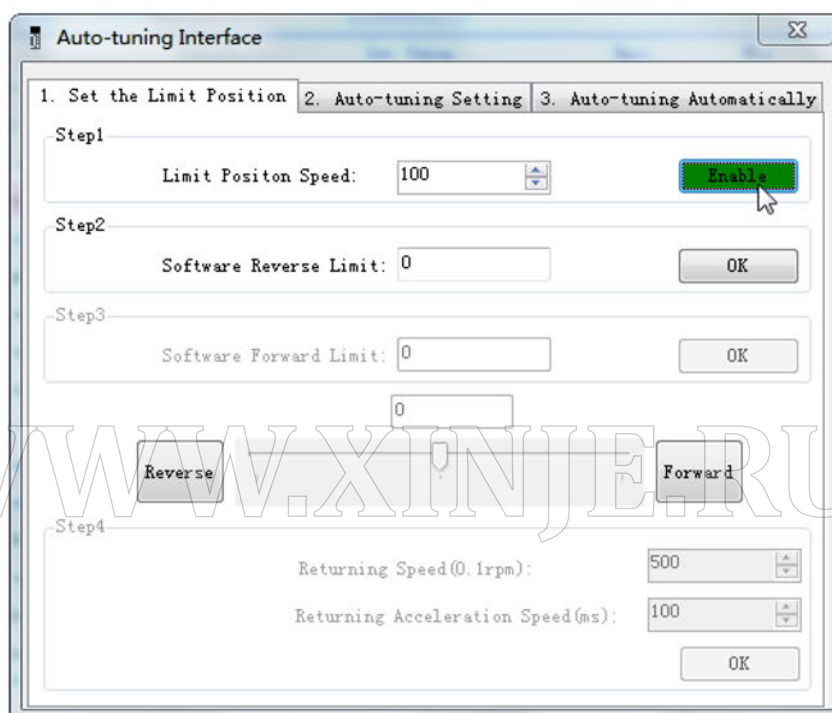 Auto-tuning Interface
1. Set the Limit Position 2. Auto-tuning Setting 3. Auto-tuning Automatically
Step1
Limit Positon Speed: 100 Enable
Step2
Software Reverse Limit: 0 OK
Step3
Software Forward Limit: 0 OK
0
Reverse Forward
WWW.XINJE.RU
Step4
Returning Speed(0.1rpm): 500
Returning Acceleration Speed(ms): 100
OK